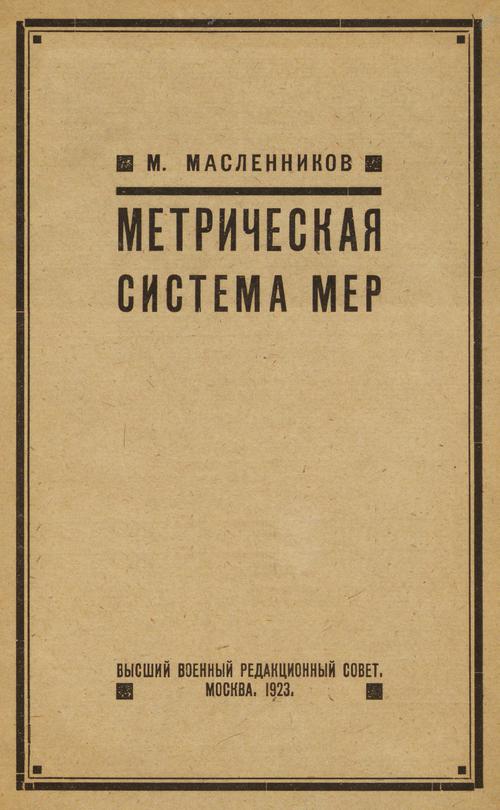 М. МАСЛЕННИКОВ
МЕТРИЧЕСКАЯ
СИСТЕМА МЕР
ВЫСШИЙ ВОЕННЫЙ РЕДАКЦИОННЫЙ СОВЕТ,
МОСКВА. 1923.